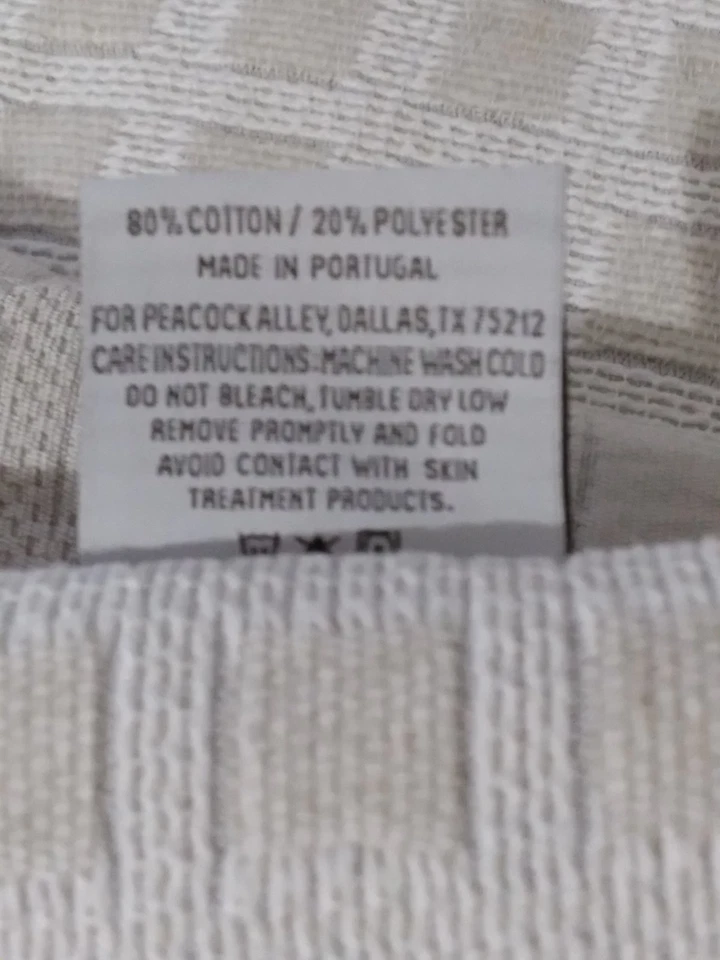 80% COTTON / 20% POLYESTER
MADE IN PORTUGAL
FOR PEACOCK ALLEY, DALLAS, TX 75212
CARE INSTRUCTIONS: MACHINE WASH COLD
DO NOT BLEACH, TUMBLE DRY LOW
REMOVE PROMPTLY AND FOLD
AVOID CONTACT WITH SKIN
TREATMENT PRODUCTS.